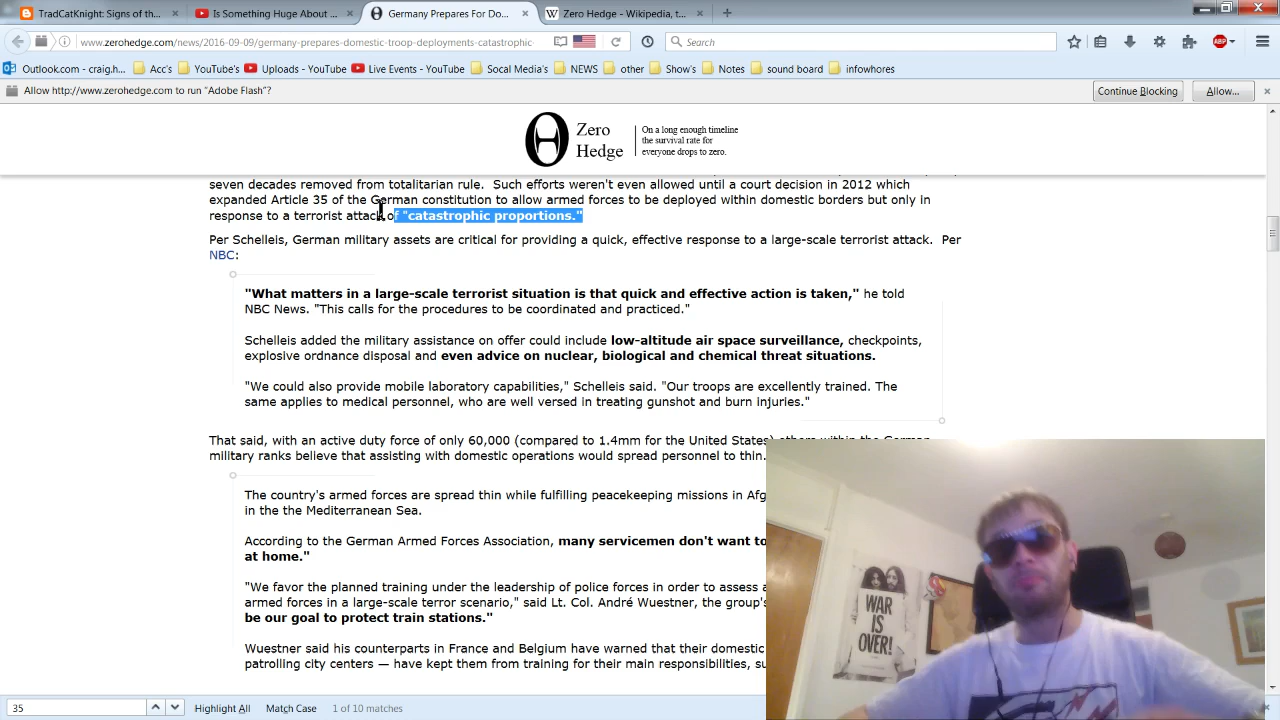 TradCatKnight: Signs of th...
Is Something Huge About ...
Germany Prepares For Do...
Zero Hedge - Wikipedia, t...
www.zerohedge.com/news/2016-09-09/germany-prepares-domestic-troop-deployments-catastrophic-
Search
ABP
Outlook.com - craig.h...
Acc's
YouTube's
Uploads - YouTube
Live Events - YouTube
Socal Media's
NEWS
other
Show's
Notes
sound board
infowhores
Allow http://www.zerohedge.com to run "Adobe Flash"?
Continue Blocking
Allow...
Zero
Hedge
On a long enough timeline
the survival rate for
everyone drops to zero.
seven decades removed from totalitarian rule. Such efforts weren't even allowed until a court decision in 2012 which
expanded Article 35 of the German constitution to allow armed forces to be deployed within domestic borders but only in
response to a terrorist attack of "catastrophic proportions."
Per Schelleis, German military assets are critical for providing a quick, effective response to a large-scale terrorist attack. Per
NBC:
"What matters in a large-scale terrorist situation is that quick and effective action is taken," he told
NBC News. "This calls for the procedures to be coordinated and practiced."
Schelleis added the military assistance on offer could include low-altitude air space surveillance, checkpoints,
explosive ordnance disposal and even advice on nuclear, biological and chemical threat situations.
"We could also provide mobile laboratory capabilities," Schelleis said. "Our troops are excellently trained. The
same applies to medical personnel, who are well versed in treating gunshot and burn injuries."
That said, with an active duty force of only 60,000 (compared to 1.4mm for the United States) others within the German
military ranks believe that assisting with domestic operations would spread personnel to thin.
The country's armed forces are spread thin while fulfilling peacekeeping missions in Afg
in the the Mediterranean Sea.
According to the German Armed Forces Association, many servicemen don't want to
at home."
"We favor the planned training under the leadership of police forces in order to assess a
armed forces in a large-scale terror scenario," said Lt. Col. André Wuestner, the group's
be our goal to protect train stations."
Wuestner said his counterparts in France and Belgium have warned that their domestic
patrolling city centers — have kept them from training for their main responsibilities, su
WAR
IS
OVER!
35
Highlight All
Match Case
1 of 10 matches